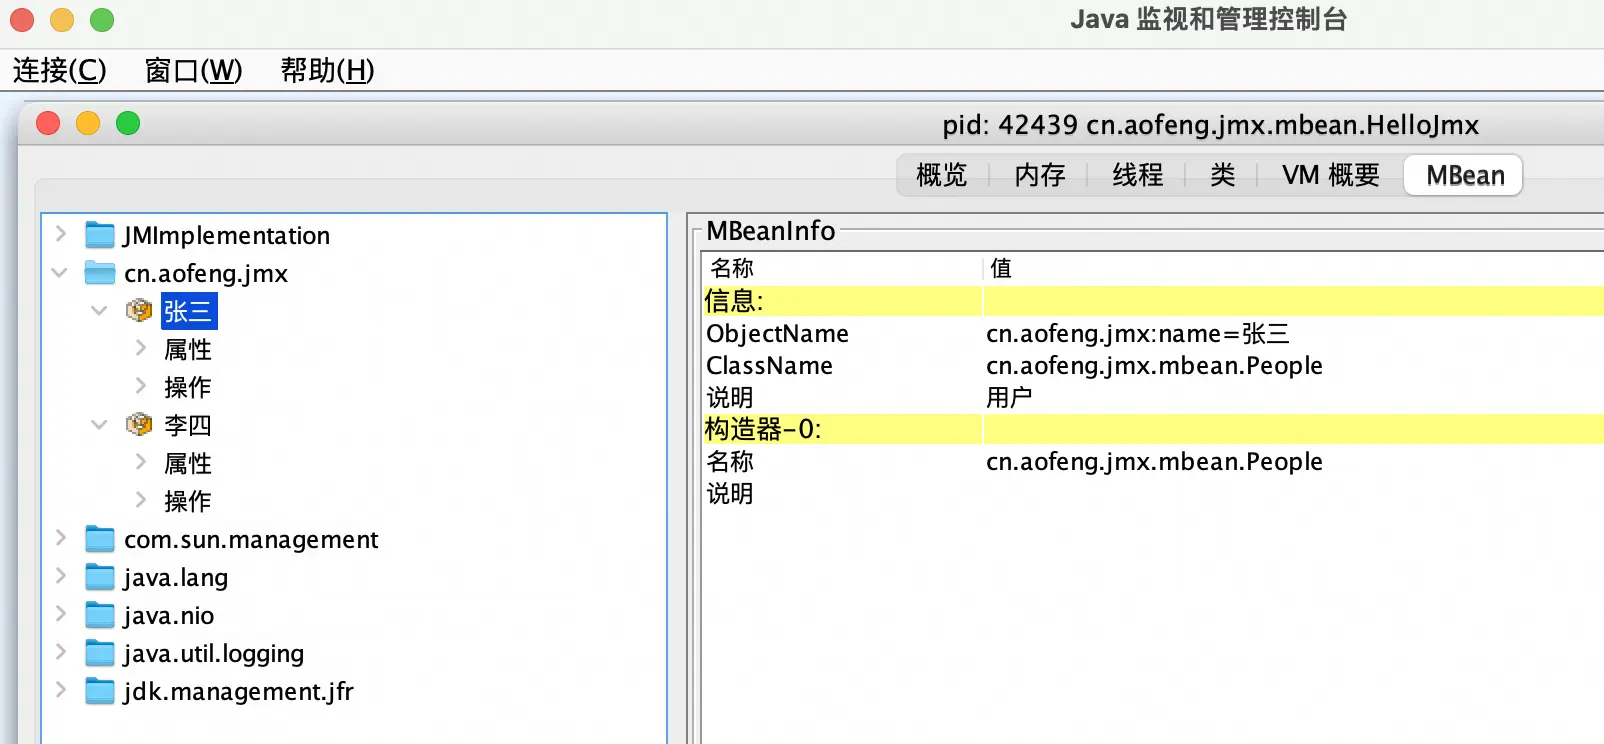 Java 监视和管理控制台
连接(C) 窗口(W) 帮助(H)
pid: 42439 cn.aofeng.jmx.mbean.HelloJmx
概览 内存 线程 类 VM 概要 MBean
JMImplementation
cn.aofeng.jmx
张三
属性
操作
李四
属性
操作
com.sun.management
java.lang
java.nio
java.util.logging
jdk.management.jfr
MBeanInfo
名称 值
信息:
ObjectName cn.aofeng.jmx:name=张三
ClassName cn.aofeng.jmx.mbean.People
说明 用户
构造器-0:
名称 cn.aofeng.jmx.mbean.People
说明